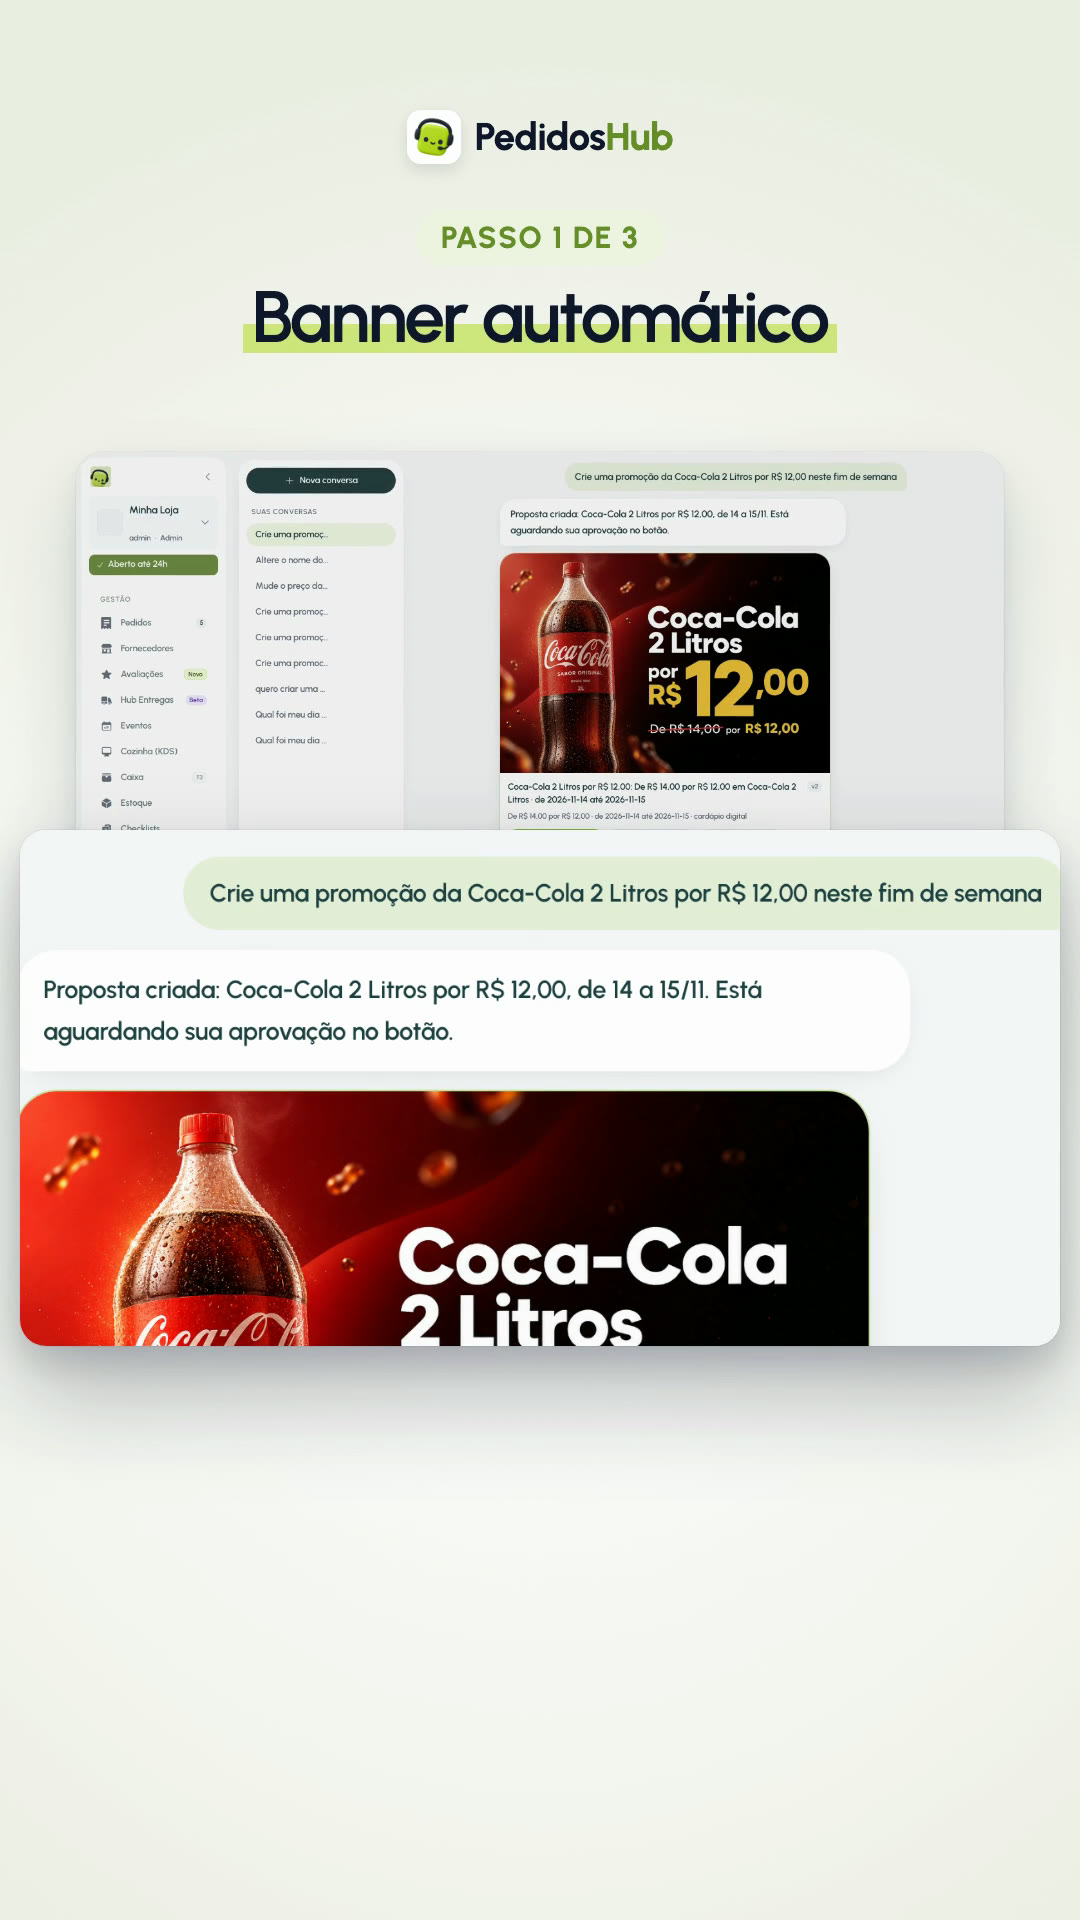 PedidosHub
PASSO 1 DE 3
Banner automático
Minha Loja
admin · Admin
Aberto até 24h
GESTÃO
Pedidos 5
Fornecedores
Avaliações Novo
Hub Entregas Beta
Eventos
Cozinha (KDS)
Caixa
Estoque
Checklists
+ Nova conversa
SUAS CONVERSAS
Crie uma promoç...
Altere o nome do...
Mude o preço da...
Crie uma promoç...
Crie uma promoç...
Crie uma promoc...
quero criar uma ...
Qual foi meu dia ...
Qual foi meu dia ...
Crie uma promoção da Coca-Cola 2 Litros por R$ 12,00 neste fim de semana
Proposta criada: Coca-Cola 2 Litros por R$ 12,00, de 14 a 15/11. Está
aguardando sua aprovação no botão.
Coca-Cola
SABOR ORIGINAL
2L
Coca-Cola
2 Litros
por
R$ 12,00
De R$ 14,00 por R$ 12,00
Coca-Cola 2 Litros por R$ 12.00: De R$ 14.00 por R$ 12.00 em Coca-Cola 2 v2
Litros · de 2026-11-14 até 2026-11-15
De R$ 14.00 por R$ 12.00 · de 2026-11-14 até 2026-11-15 · cardápio digital
Crie uma promoção da Coca-Cola 2 Litros por R$ 12,00 neste fim de semana
Proposta criada: Coca-Cola 2 Litros por R$ 12,00, de 14 a 15/11. Está
aguardando sua aprovação no botão.
Coca-Cola
2 Litros